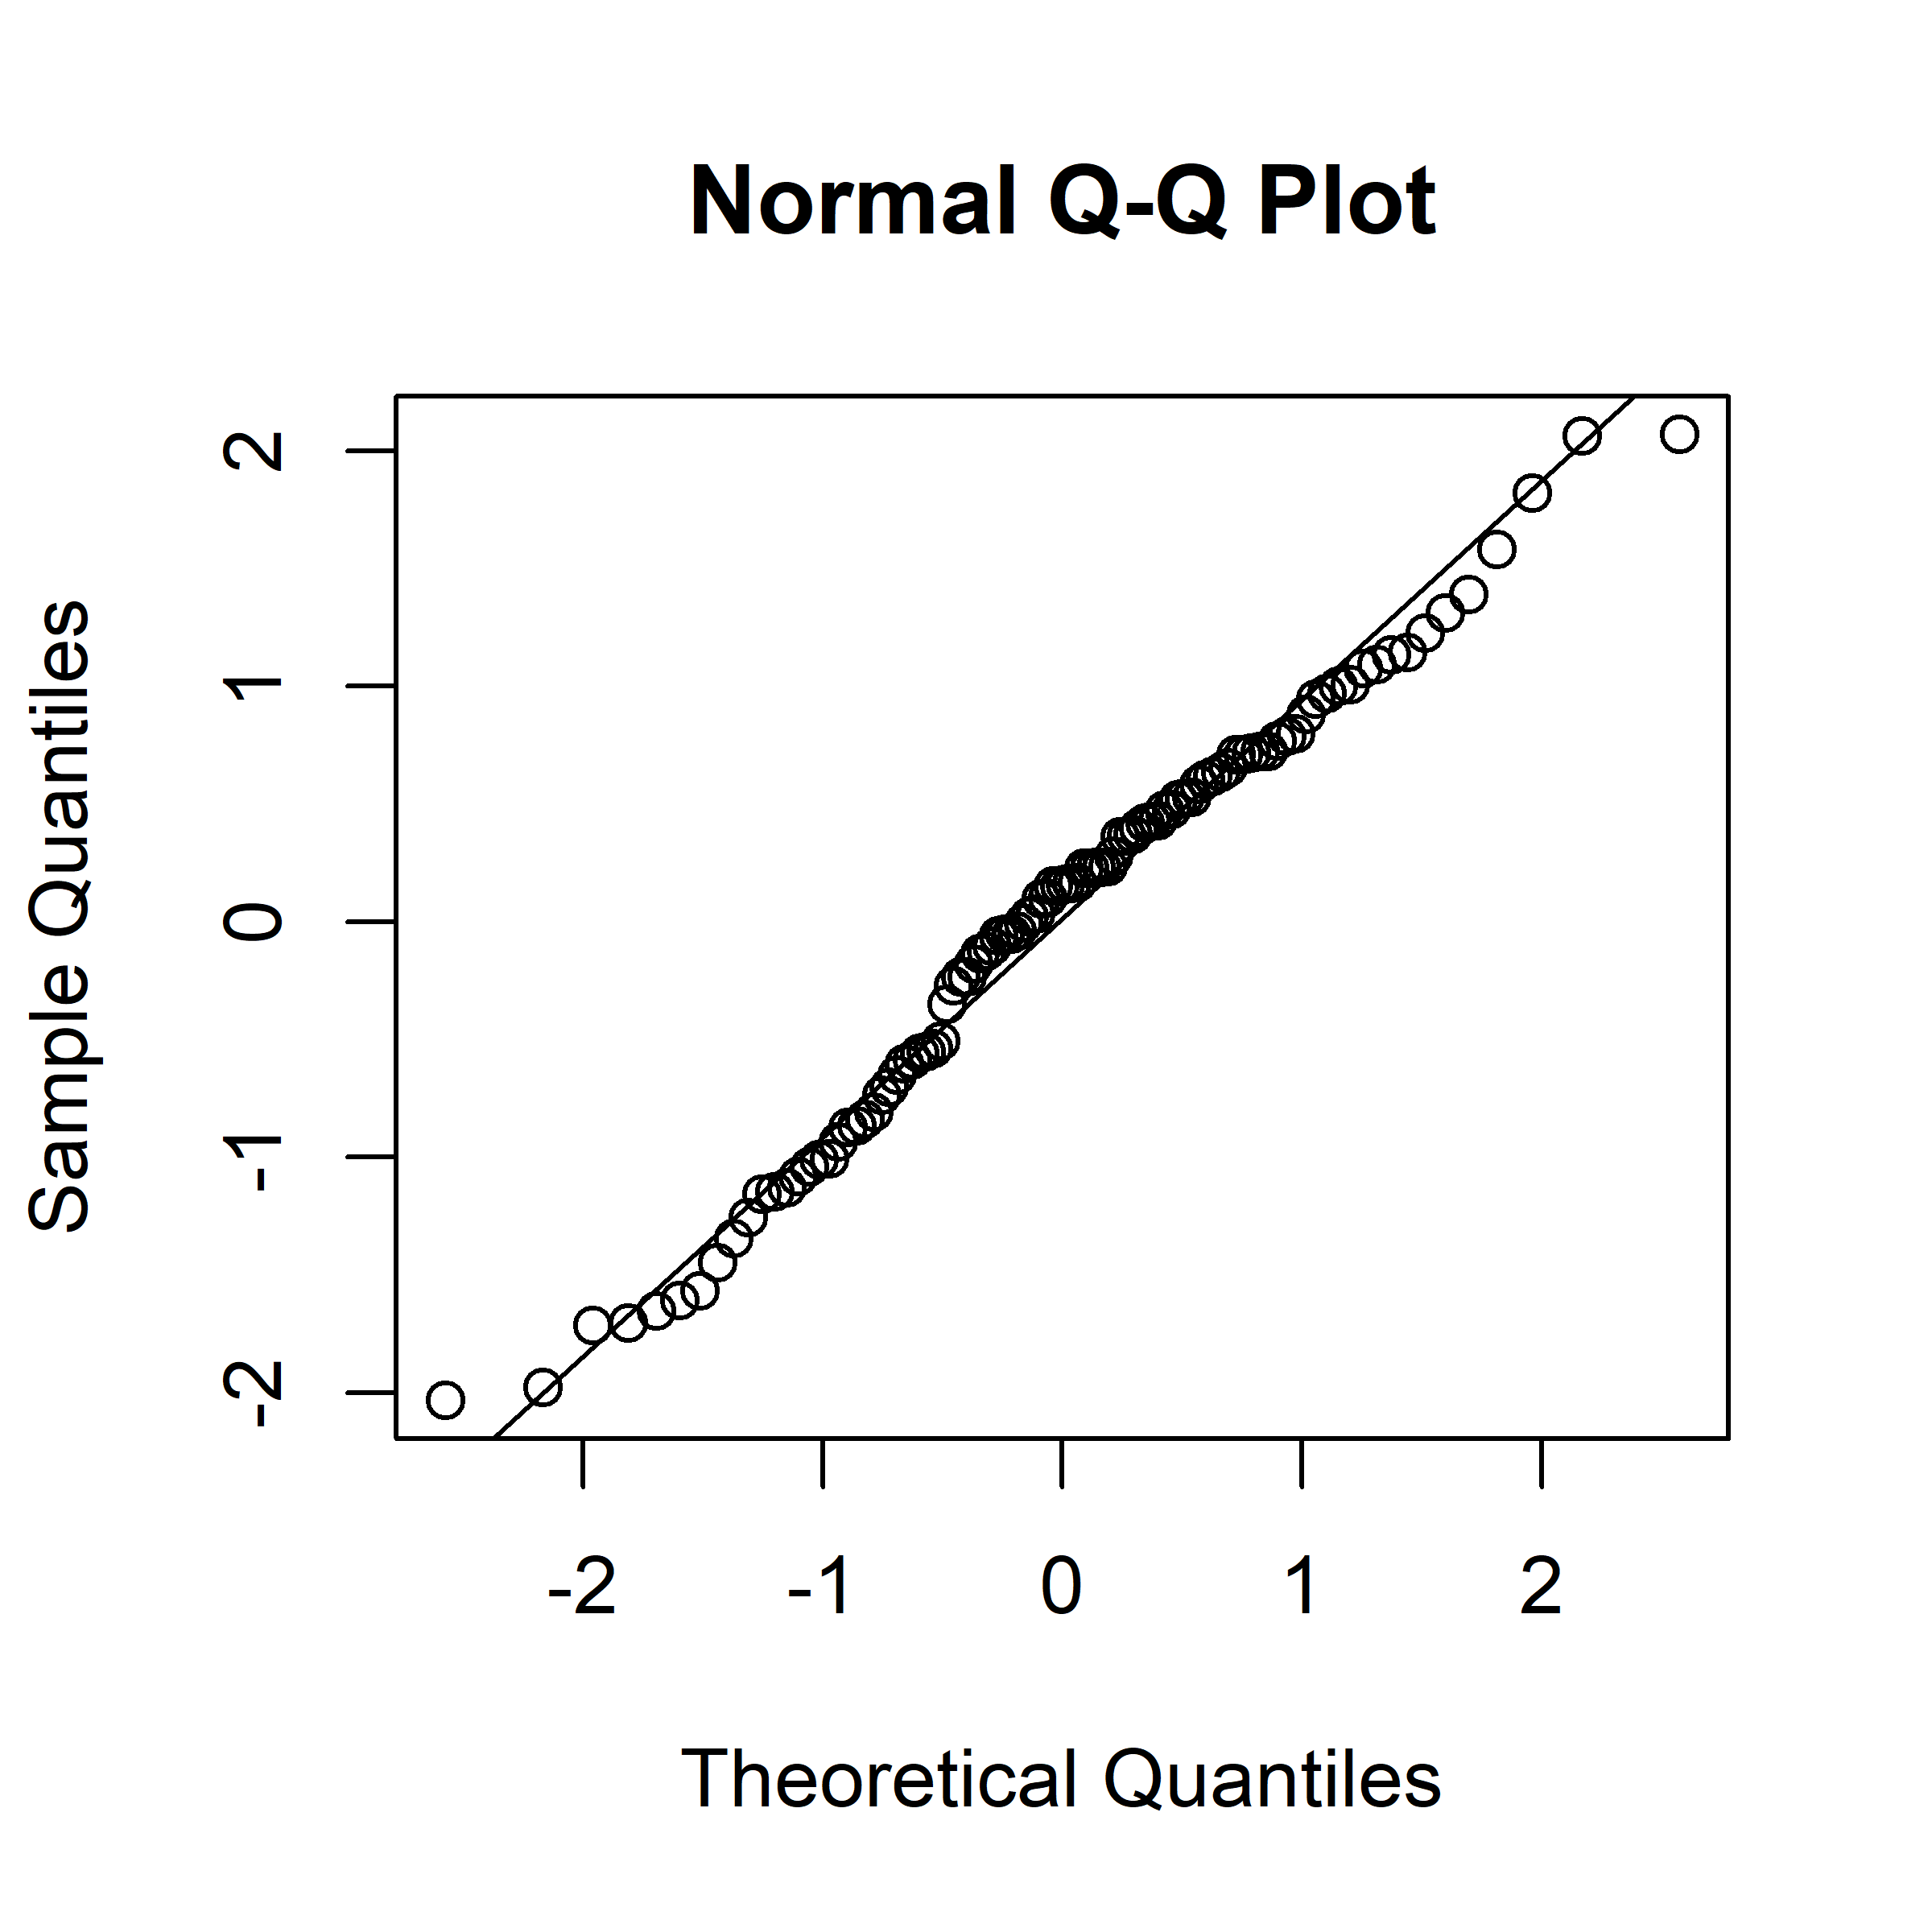 Normal Q-Q Plot
Sample Quantiles
2
1
0
-1
-2
-2 -1 0 1 2
Theoretical Quantiles